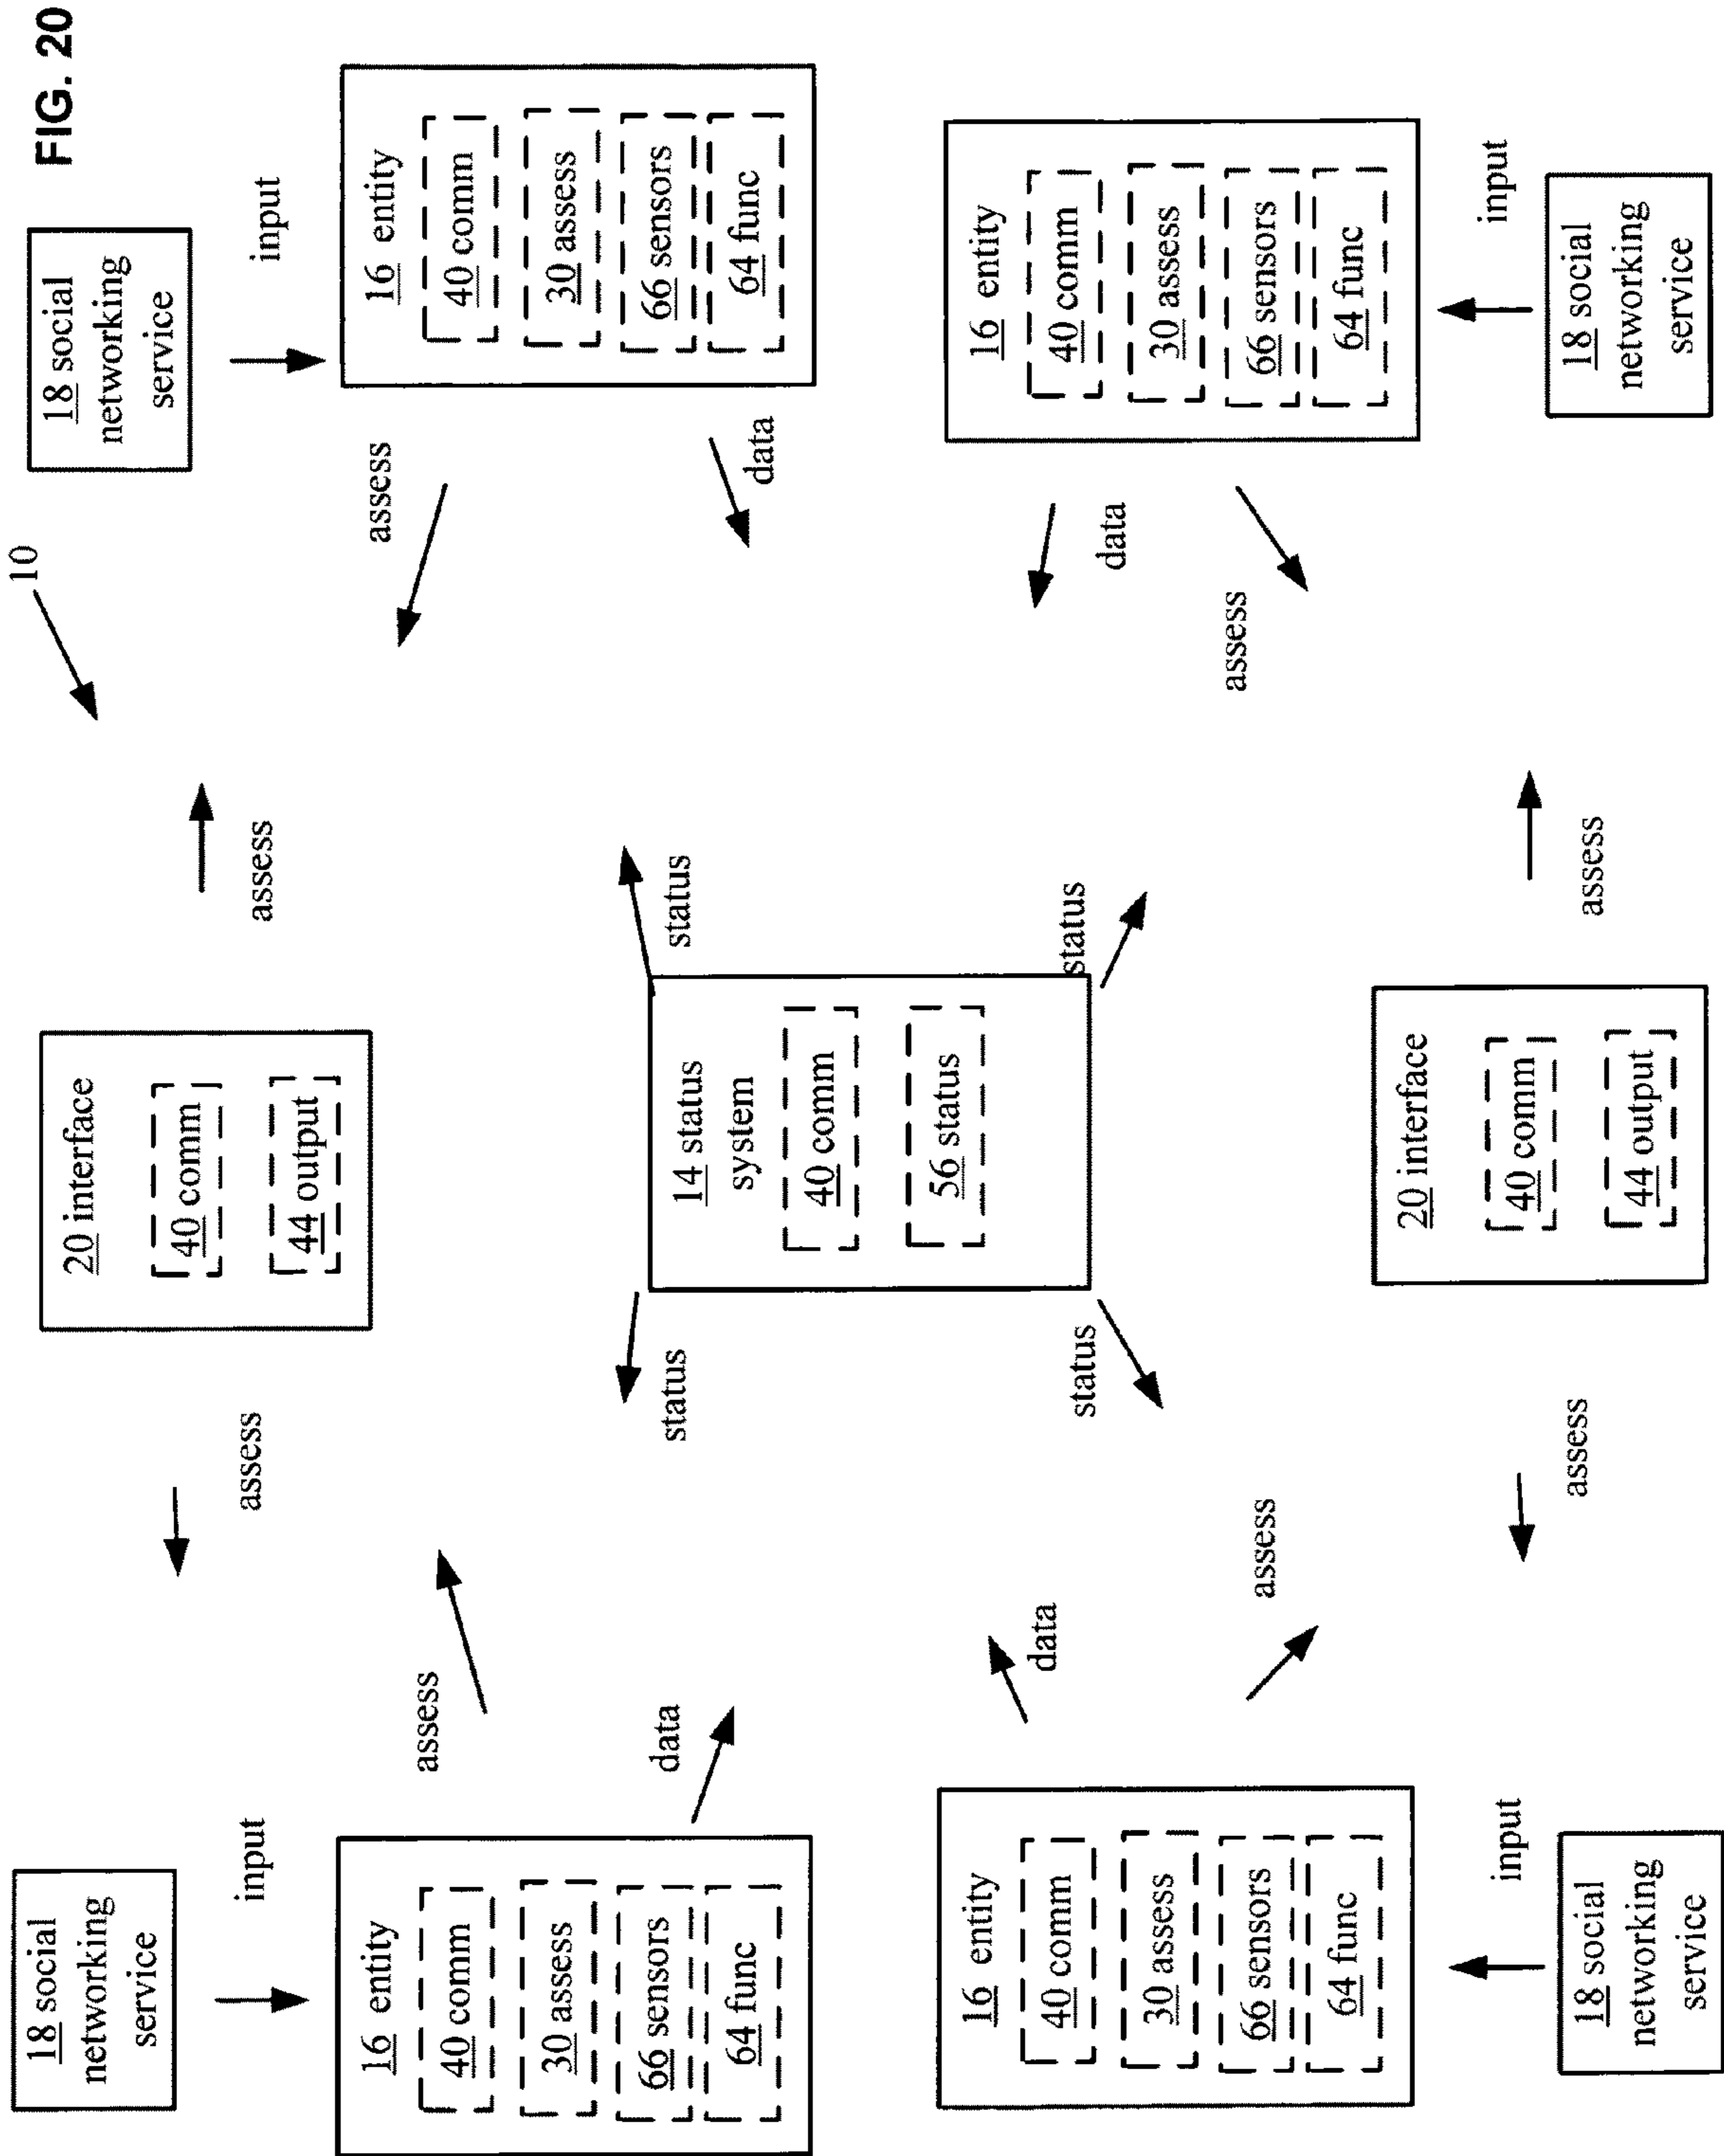 FIG. 20
10
18 social
networking
service
input
16 entity
40 comm
30 assess
66 sensors
64 func
assess
data
assess
20 interface
40 comm
44 output
assess
18 social
networking
service
input
16 entity
40 comm
30 assess
66 sensors
64 func
assess
data
status
14 status
system
40 comm
56 status
status
status
status
data
16 entity
40 comm
30 assess
66 sensors
64 func
assess
input
18 social
networking
service
assess
20 interface
40 comm
44 output
assess
data
16 entity
40 comm
30 assess
66 sensors
64 func
assess
input
18 social
networking
service